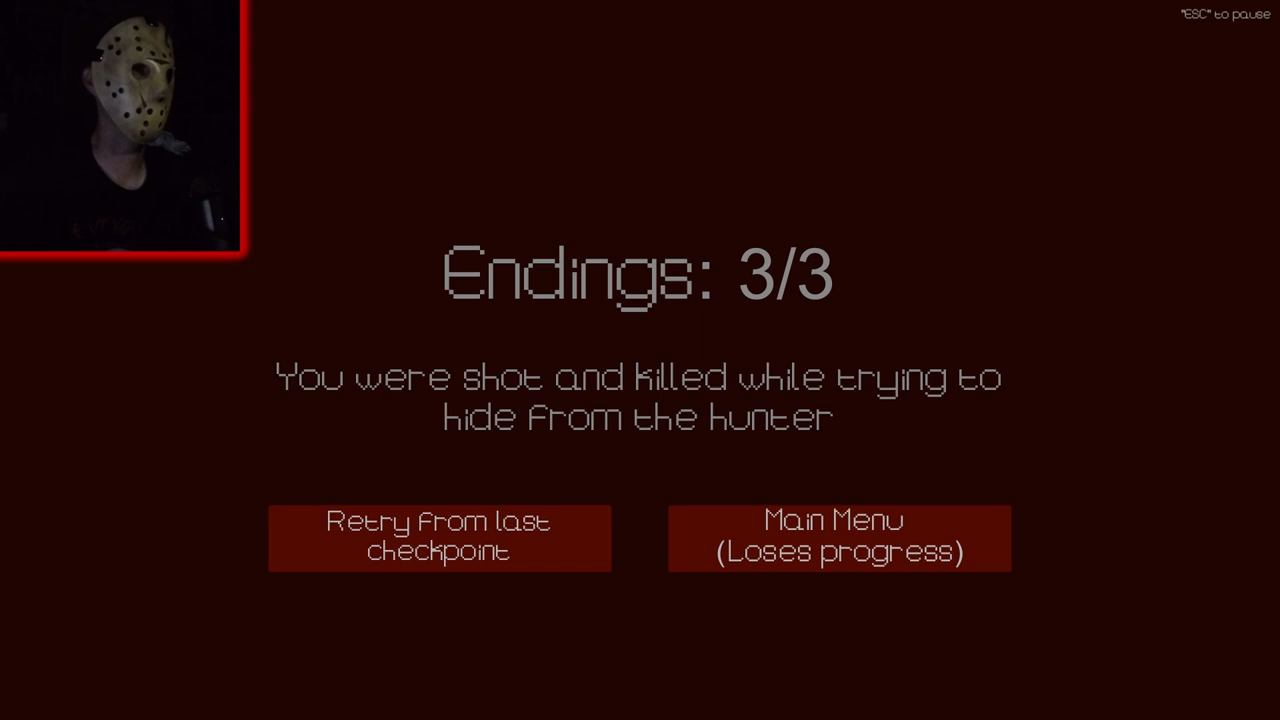 "ESC" to pause
Endings: 3/3
You were shot and killed while trying to
hide from the hunter
Retry from last
checkpoint
Main Menu
(Loses progress)